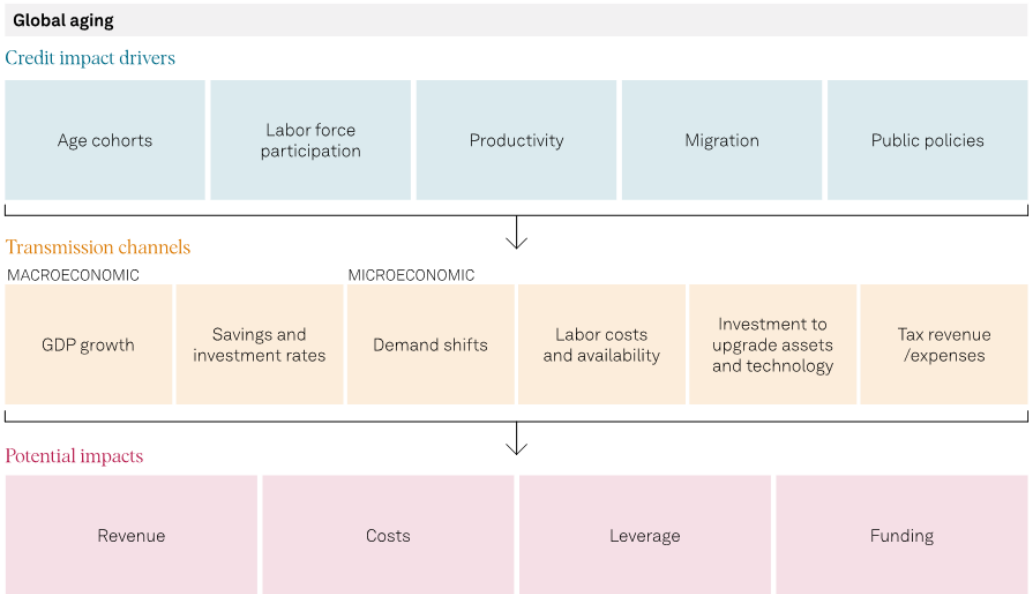 Global aging
Credit impact drivers
Age cohorts
Labor force
participation
Productivity
Migration
Public policies
Transmission channels
MACROECONOMIC
MICROECONOMIC
GDP growth
Savings and
investment rates
Demand shifts
Labor costs
and availability
Investment to
upgrade assets
and technology
Tax revenue
/expenses
Potential impacts
Revenue
Costs
Leverage
Funding